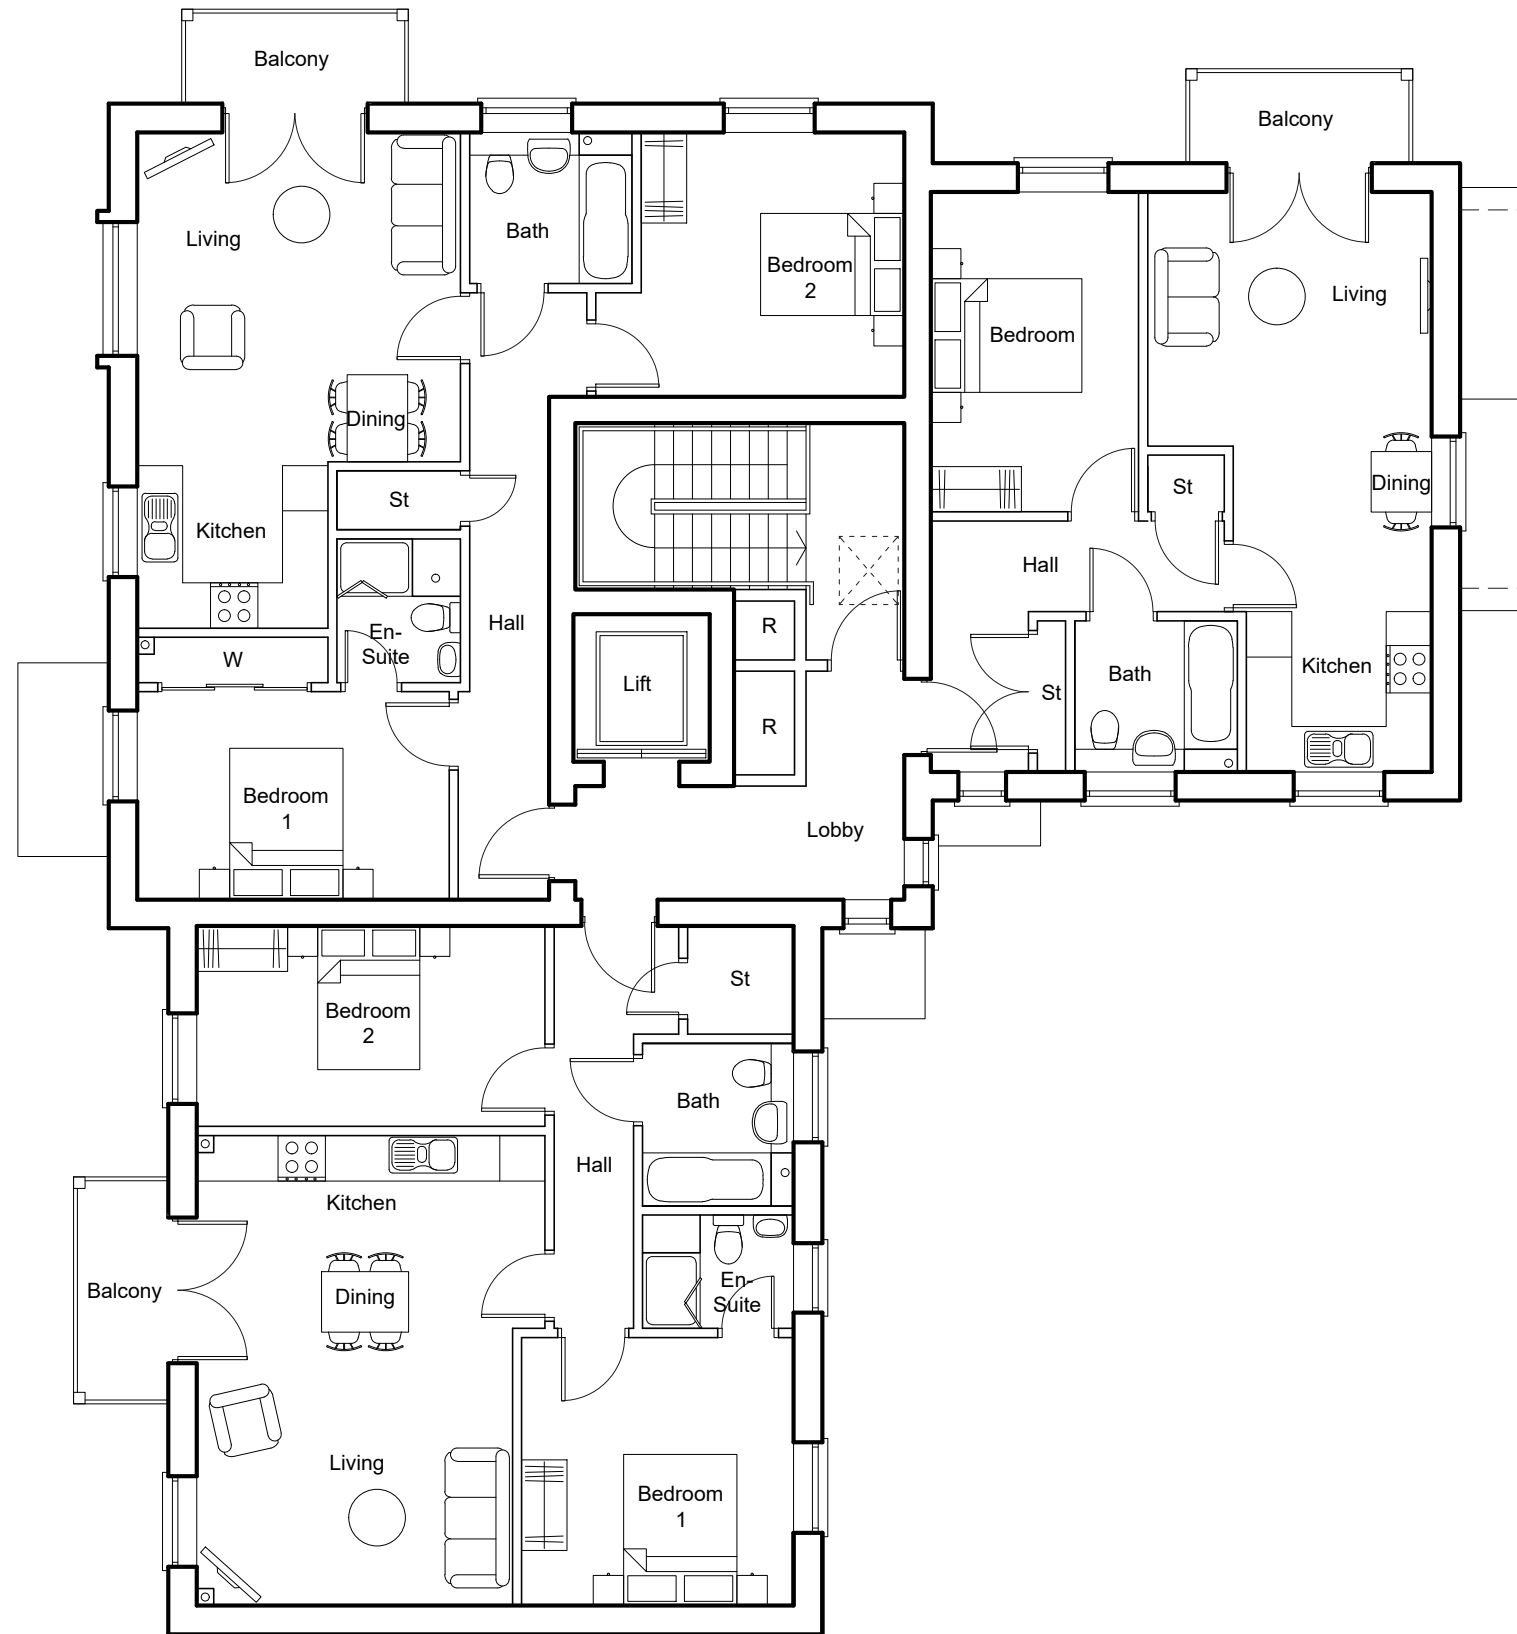 Balcony
Balcony
Living
Bath
Bedroom
2
Living
Bedroom
Dining
St
Kitchen
St
Dining
Hall
Hall
R
En-
Suite
W
Lift
St
Bath
Kitchen
R
Bedroom
1
Lobby
St
Bedroom
2
Bath
Hall
Kitchen
Balcony
Dining
En-
Suite
Living
Bedroom
1